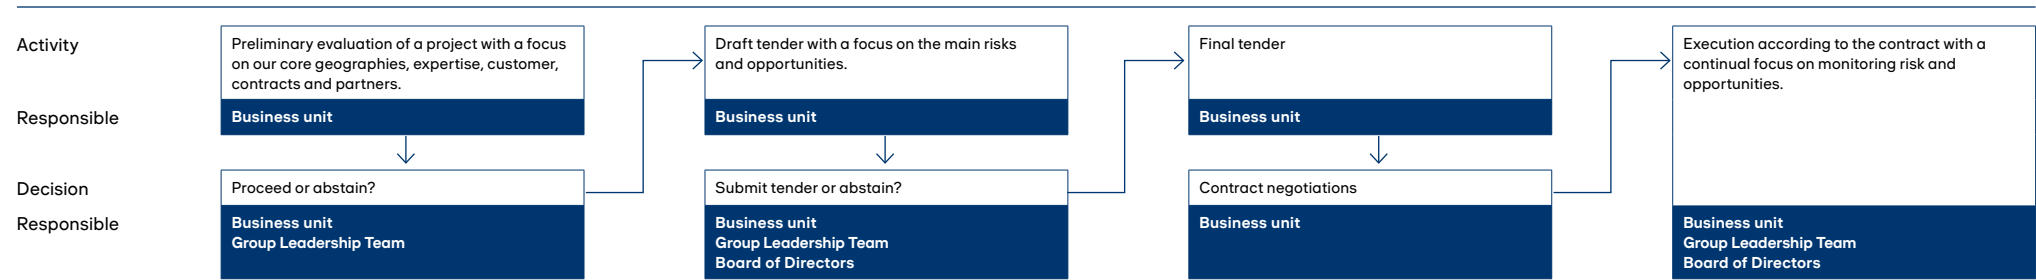 Activity
Preliminary evaluation of a project with a focus
on our core geographies, expertise, customer,
contracts and partners.
Draft tender with a focus on the main risks
and opportunities.
Final tender
Execution according to the contract with a
continual focus on monitoring risk and
opportunities.
Responsible
Business unit
Business unit
Business unit
Decision
Proceed or abstain?
Submit tender or abstain?
Contract negotiations
Responsible
Business unit
Group Leadership Team
Business unit
Group Leadership Team
Board of Directors
Business unit
Business unit
Group Leadership Team
Board of Directors